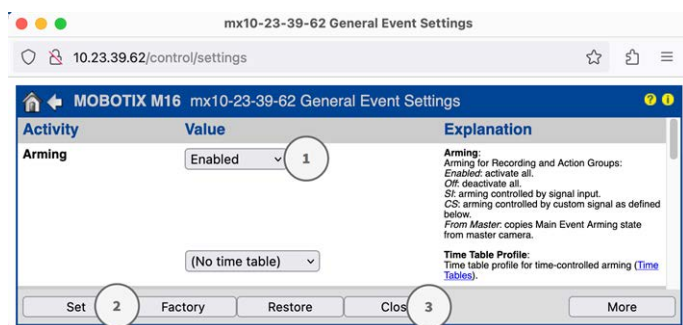 mx10-23-39-62 General Event Settings
10.23.39.62/control/settings
MOBOTIX M16 mx10-23-39-62 General Event Settings ? i
Activity Value Explanation
Arming Enabled 1 Arming:
Arming for Recording and Action Groups:
Enabled: activate all.
Off: deactivate all.
SI: arming controlled by signal input.
CS: arming controlled by custom signal as defined
below.
From Master: copies Main Event Arming state
from master camera.
(No time table) Time Table Profile:
Time table profile for time-controlled arming (Time
Tables).
Set 2 Factory Restore Clos 3 More